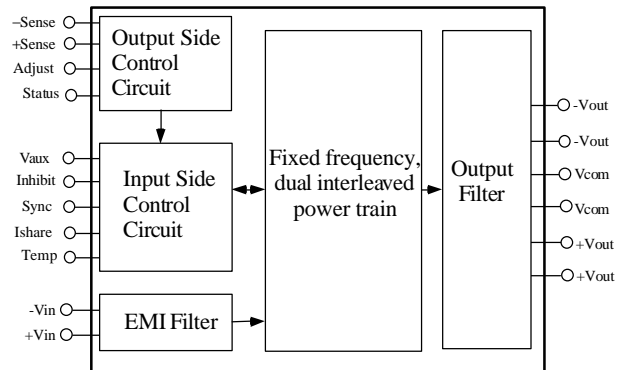 –Sense
+Sense
Adjust
Status
Output Side
Control
Circuit
Vaux
Inhibit
Sync
Ishare
Temp
Input Side
Control
Circuit
-Vin
+Vin
EMI Filter
Fixed frequency,
dual interleaved
power train
Output
Filter
-Vout
-Vout
Vcom
Vcom
+Vout
+Vout